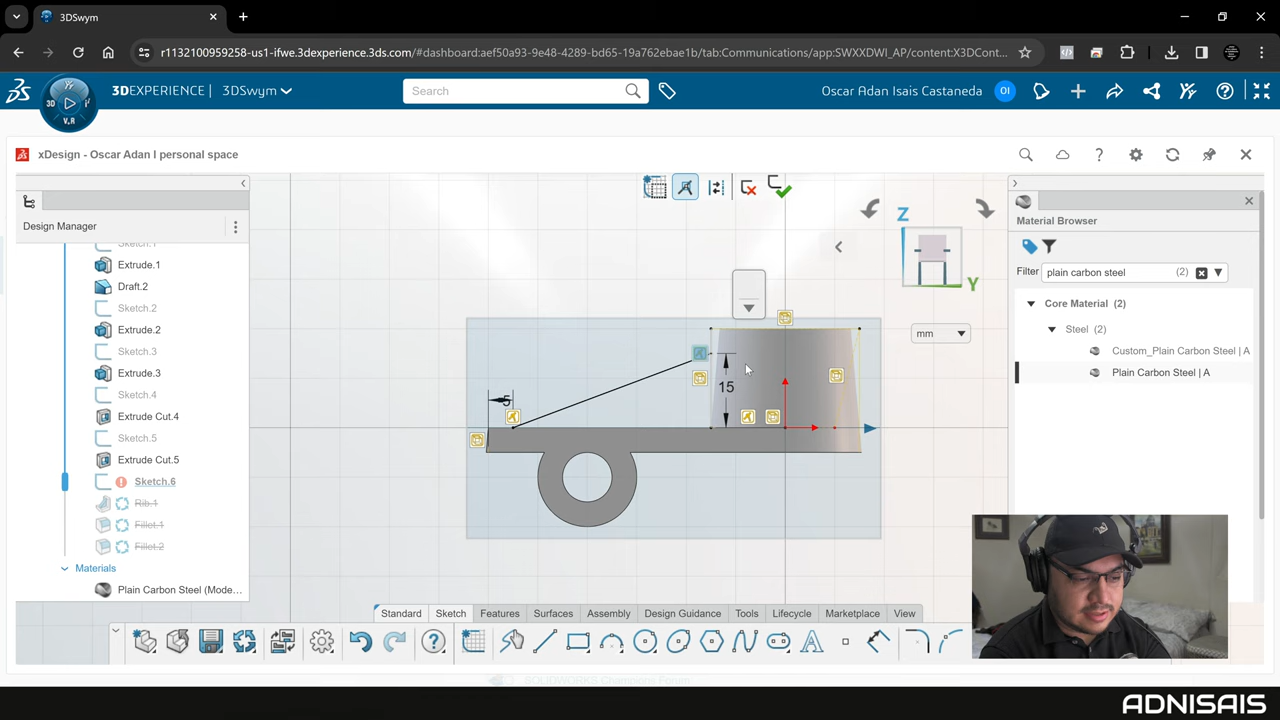 3DSwym
r1132100959258-us1-ifwe.3dexperience.3ds.com/#dashboard:aef50a93-9e48-4289-bd65-19a762ebae1b/tab:Communications/app:SWXXDWI_AP/content:X3DCont...
3DEXPERIENCE | 3DSwym
Search
Oscar Adan Isais Castaneda
OI
3D
V.R
xDesign - Oscar Adan I personal space
Design Manager
Sketch.1
Extrude.1
Draft.2
Sketch.2
Extrude.2
Sketch.3
Extrude.3
Extrude Cut.4
Sketch.5
Extrude Cut.5
Sketch.6
Rib.1
Fillet.1
Fillet.2
Materials
Plain Carbon Steel (Mode...
5
15
Z
Y
mm
Material Browser
Filter
plain carbon steel
(2)
Core Material (2)
Steel (2)
Custom_Plain Carbon Steel | A
Plain Carbon Steel | A
Standard
Sketch
Features
Surfaces
Assembly
Design Guidance
Tools
Lifecycle
Marketplace
View
SOLIDWORKS Champions Forum
ADNISAIS